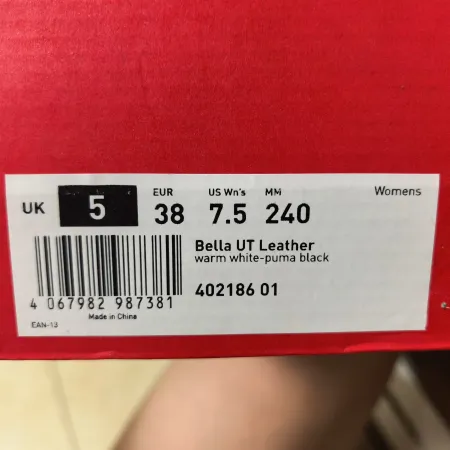 EUR US Wn's MM Womens
UK 5 38 7.5 240
Bella UT Leather
warm white-puma black
402186 01
4 067982 987381
Made in China
EAN-13